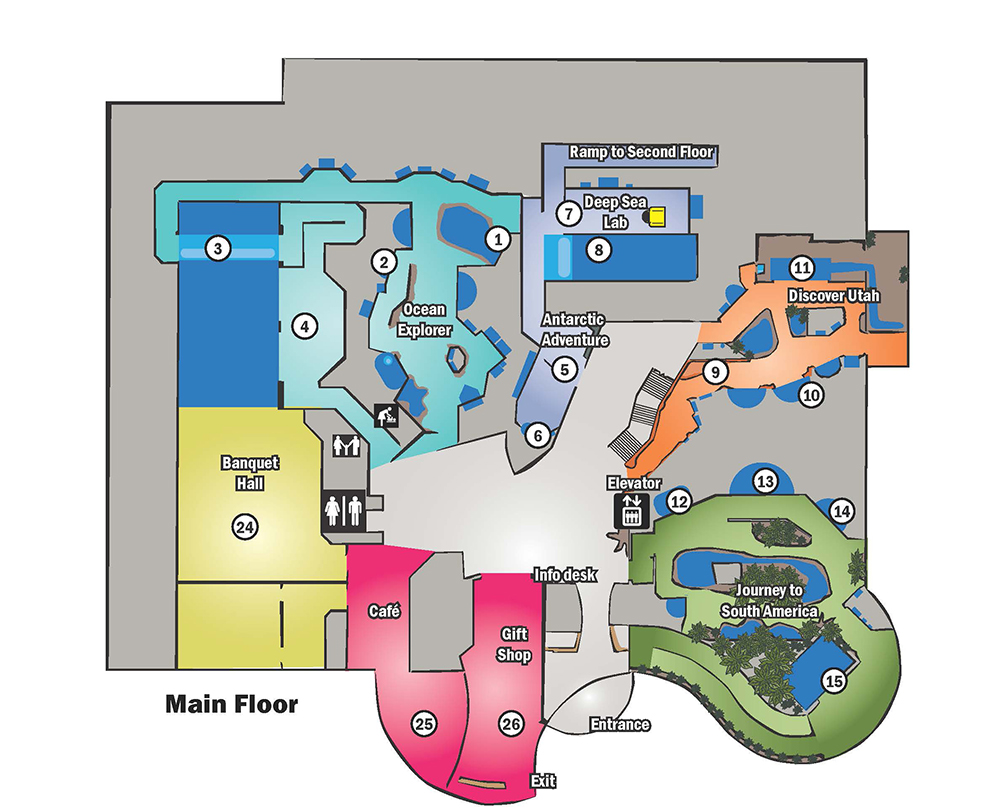 Ramp to Second Floor
Deep Sea
Lab
7
8
1
2
3
4
Ocean
Explorer
Antarctic
Adventure
5
6
11
Discover Utah
9
10
Banquet
Hall
24
Elevator
12
13
14
Info desk
Journey to
South America
15
Café
Gift
Shop
25
26
Entrance
Exit
Main Floor